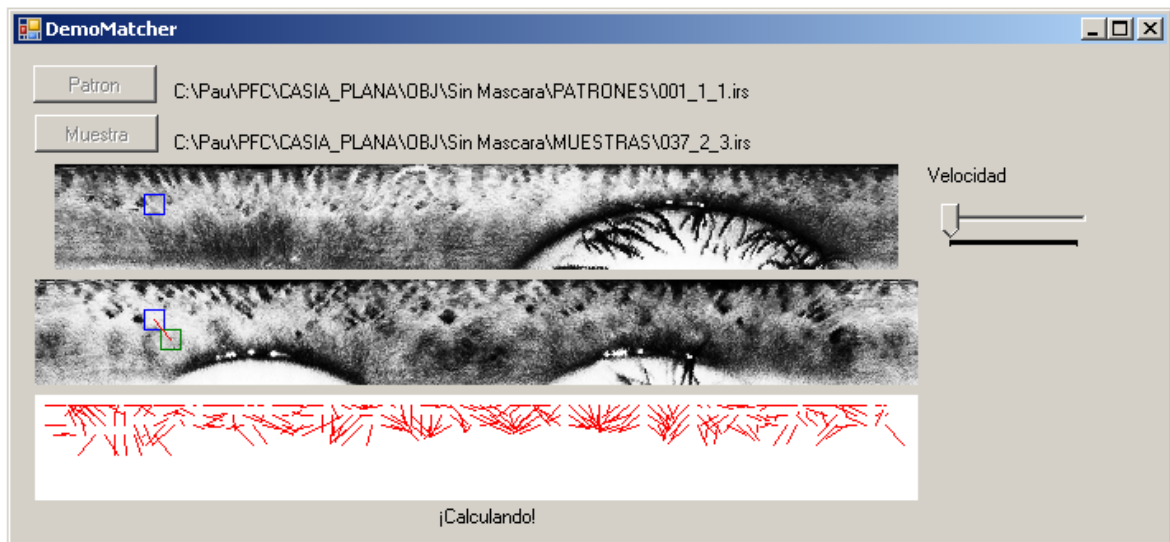 DemoMatcher
Patron C:\Pau\PFC\CASIA_PLANA\OBJ\Sin Mascara\PATRONES\001_1_1.irs
Muestra C:\Pau\PFC\CASIA_PLANA\OBJ\Sin Mascara\MUESTRAS\037_2_3.irs
Velocidad
¡Calculando!